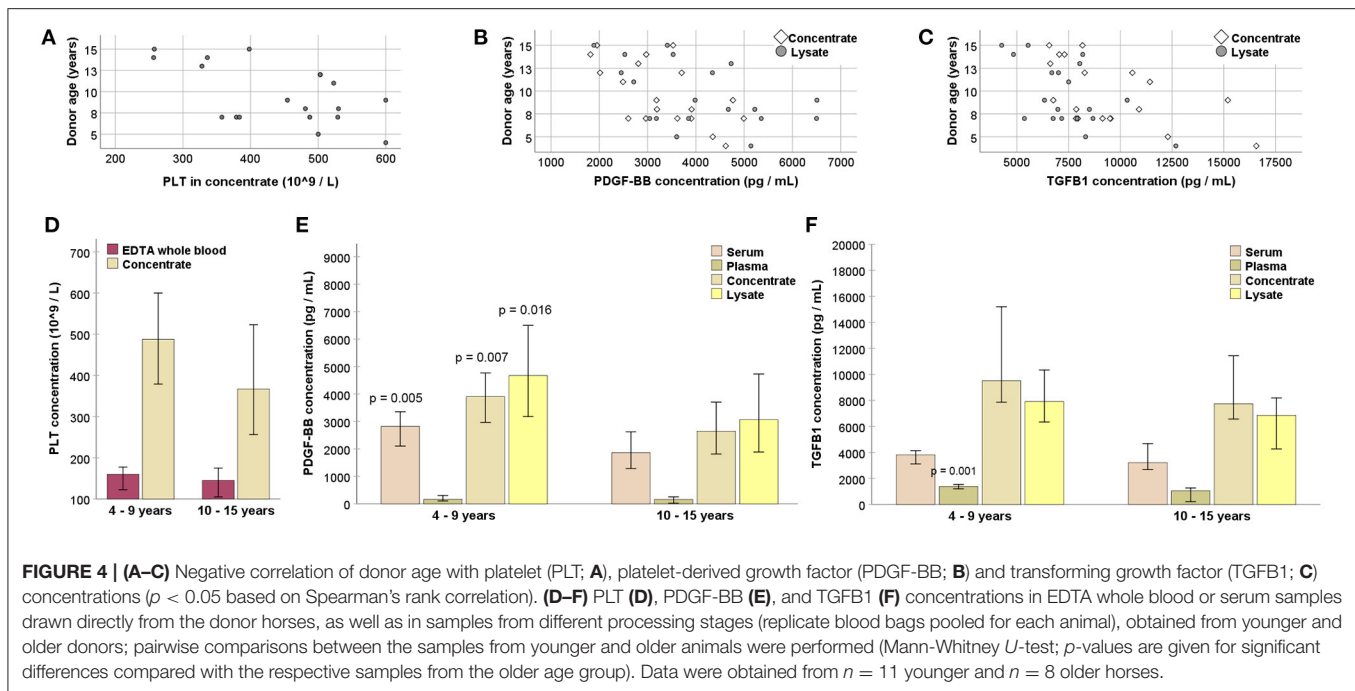 A
Donor age (years)
15
13
10
8
5
200 300 400 500 600
PLT in concentrate (10^9 / L)
B
Concentrate
Lysate
Donor age (years)
15
13
10
8
5
1000 2000 3000 4000 5000 6000 7000
PDGF-BB concentration (pg / mL)
C
Concentrate
Lysate
Donor age (years)
15
13
10
8
5
5000 7500 10000 12500 15000 17500
TGFB1 concentration (pg / mL)
D
EDTA whole blood
Concentrate
PLT concentration (10^9 / L)
700
600
500
400
300
200
100
4 - 9 years 10 - 15 years
E
Serum
Plasma
Concentrate
Lysate
PDGF-BB concentration (pg / mL)
9000
8000
7000
6000
5000
4000
3000
2000
1000
0
p = 0.005
p = 0.007
p = 0.016
4 - 9 years 10 - 15 years
F
Serum
Plasma
Concentrate
Lysate
TGFB1 concentration (pg / mL)
20000
18000
16000
14000
12000
10000
8000
6000
4000
2000
0
p = 0.001
4 - 9 years 10 - 15 years
FIGURE 4 | (A–C) Negative correlation of donor age with platelet (PLT; A), platelet-derived growth factor (PDGF-BB; B) and transforming growth factor (TGFB1; C)
concentrations (p < 0.05 based on Spearman's rank correlation). (D–F) PLT (D), PDGF-BB (E), and TGFB1 (F) concentrations in EDTA whole blood or serum samples
drawn directly from the donor horses, as well as in samples from different processing stages (replicate blood bags pooled for each animal), obtained from younger and
older donors; pairwise comparisons between the samples from younger and older animals were performed (Mann-Whitney U-test; p-values are given for significant
differences compared with the respective samples from the older age group). Data were obtained from n = 11 younger and n = 8 older horses.